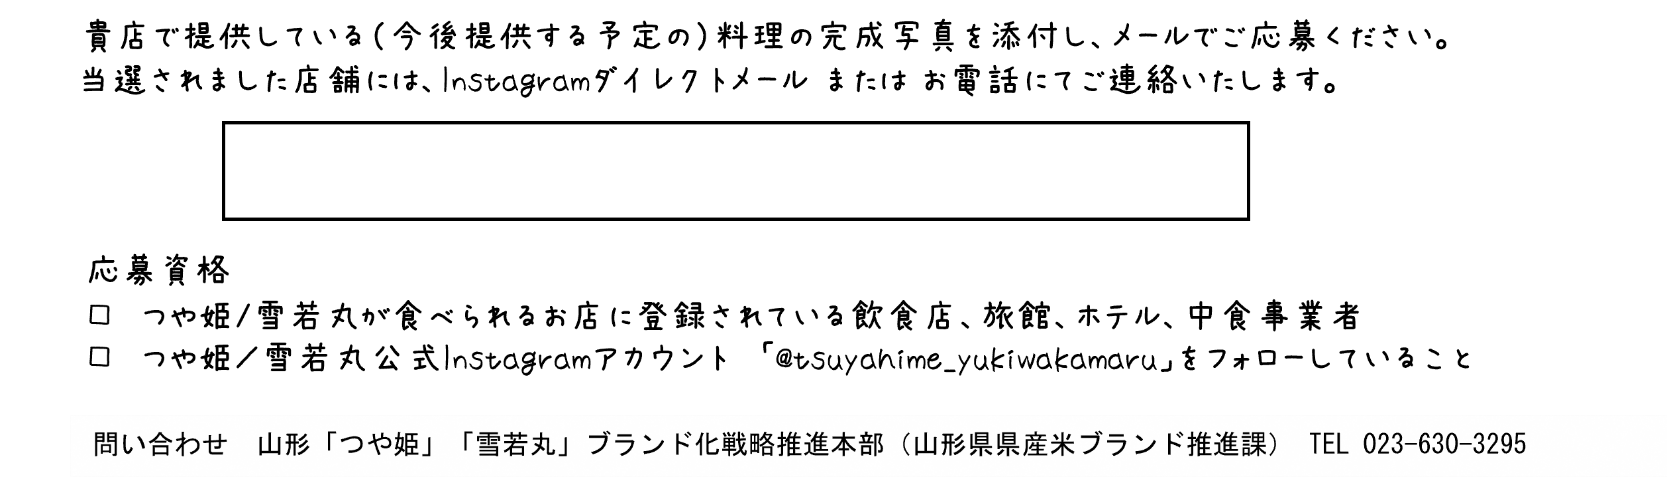 貴店で提供している(今後提供する予定の)料理の完成写真を添付し、メールでご応募ください。
当選されました店舗には、Instagramダイレクトメール または お電話にてご連絡いたします。
応募資格
□ つや姫/雪若丸が食べられるお店に登録されている飲食店、旅館、ホテル、中食事業者
□ つや姫/雪若丸公式Instagramアカウント 「@tsuyahime_yukiwakamaru」をフォローしていること
問い合わせ 山形「つや姫」「雪若丸」ブランド化戦略推進本部（山形県県産米ブランド推進課） TEL 023-630-3295